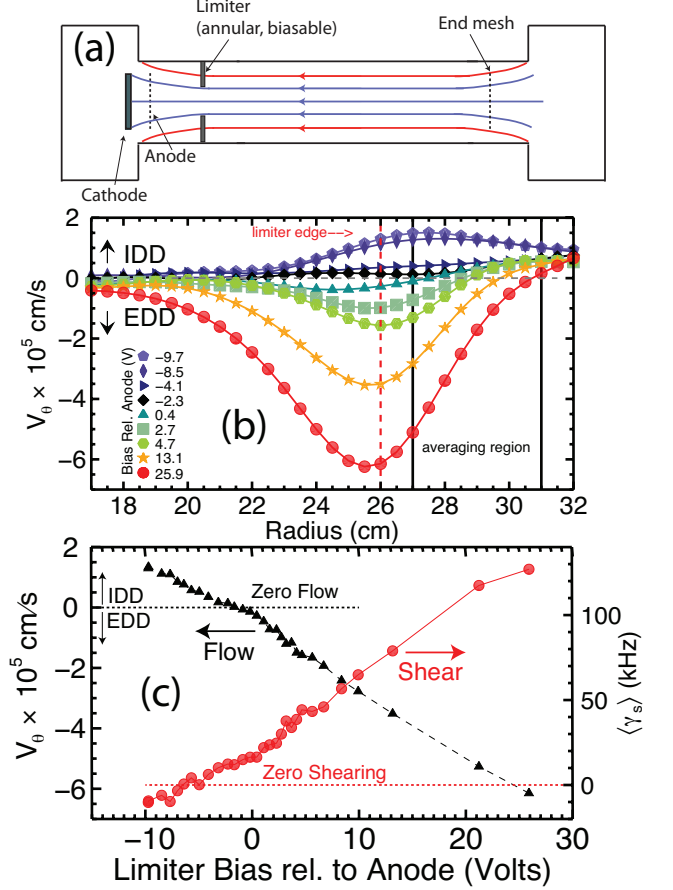 (a)
Limiter
(annular, biasable)
End mesh
Anode
Cathode
2
0
−2
−4
−6
V_θ × 10⁵ cm/s
IDD
EDD
limiter edge−−>
Bias Rel. Anode (V)
−9.7
−8.5
−4.1
−2.3
0.4
2.7
4.7
13.1
25.9
(b)
averaging region
18 20 22 24 26 28 30 32
Radius (cm)
2
0
−2
−4
−6
V_θ × 10⁵ cm/s
IDD
EDD
Zero Flow
Flow
Shear
(c)
Zero Shearing
100
50
0
⟨γ_s⟩ (kHz)
−10 0 10 20 30
Limiter Bias rel. to Anode (Volts)